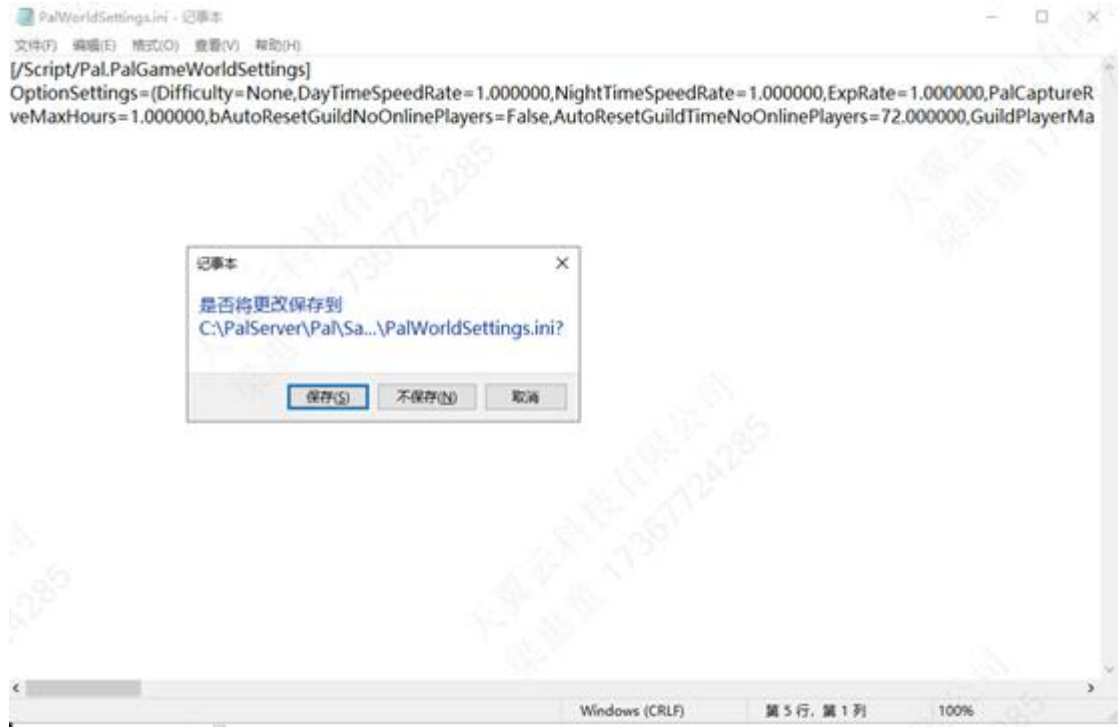 PalWorldSettings.ini - 记事本
文件(F) 编辑(E) 格式(O) 查看(V) 帮助(H)
[/Script/Pal.PalGameWorldSettings]
OptionSettings=(Difficulty=None,DayTimeSpeedRate=1.000000,NightTimeSpeedRate=1.000000,ExpRate=1.000000,PalCaptureR
veMaxHours=1.000000,bAutoResetGuildNoOnlinePlayers=False,AutoResetGuildTimeNoOnlinePlayers=72.000000,GuildPlayerMa
记事本
是否将更改保存到
C:\PalServer\Pal\Sa...\PalWorldSettings.ini?
保存(S) 不保存(N) 取消
Windows (CRLF) 第 5 行，第 1 列 100%